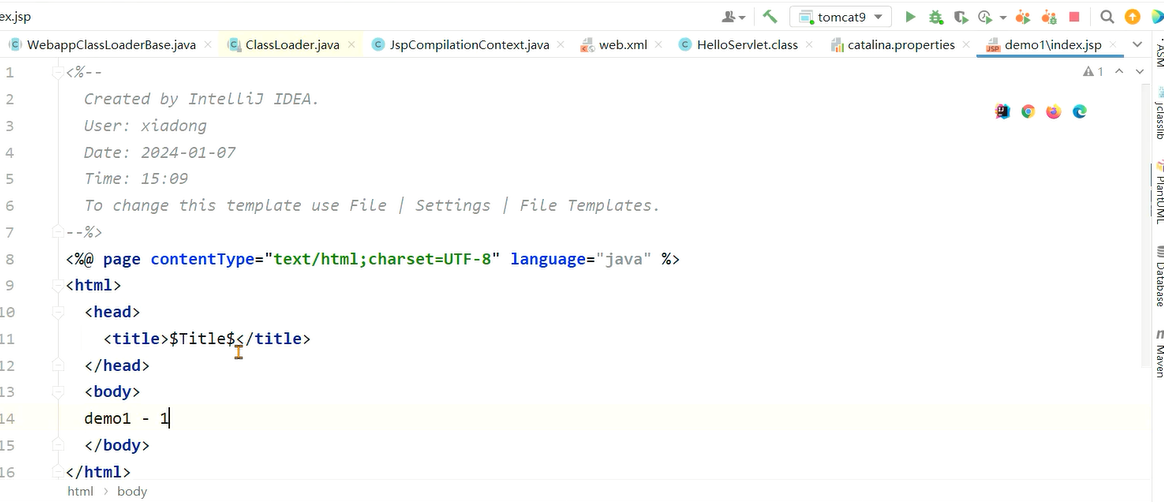 ex.jsp
tomcat9
WebappClassLoaderBase.java
ClassLoader.java
JspCompilationContext.java
web.xml
HelloServlet.class
catalina.properties
demo1\index.jsp
1 <%--
1
2 Created by IntelliJ IDEA.
3 User: xiadong
4 Date: 2024-01-07
5 Time: 15:09
6 To change this template use File | Settings | File Templates.
7 --%>
8 <%@ page contentType="text/html;charset=UTF-8" language="java" %>
9 <html>
10 <head>
11 <title>$Title$</title>
12 </head>
13 <body>
14 demo1 - 1
15 </body>
16 </html>
html › body
ASM
jclasslib
PlantUML
Database
Maven